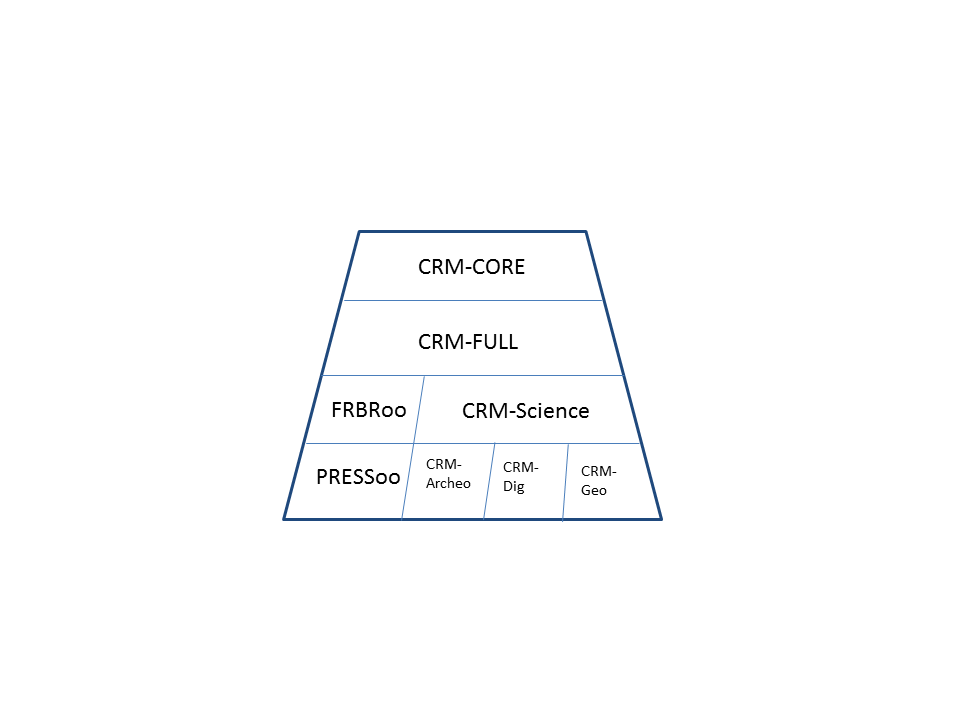 CRM-CORE
CRM-FULL
FRBRoo
CRM-Science
PRESSoo
CRM-
Archeo
CRM-
Dig
CRM-
Geo